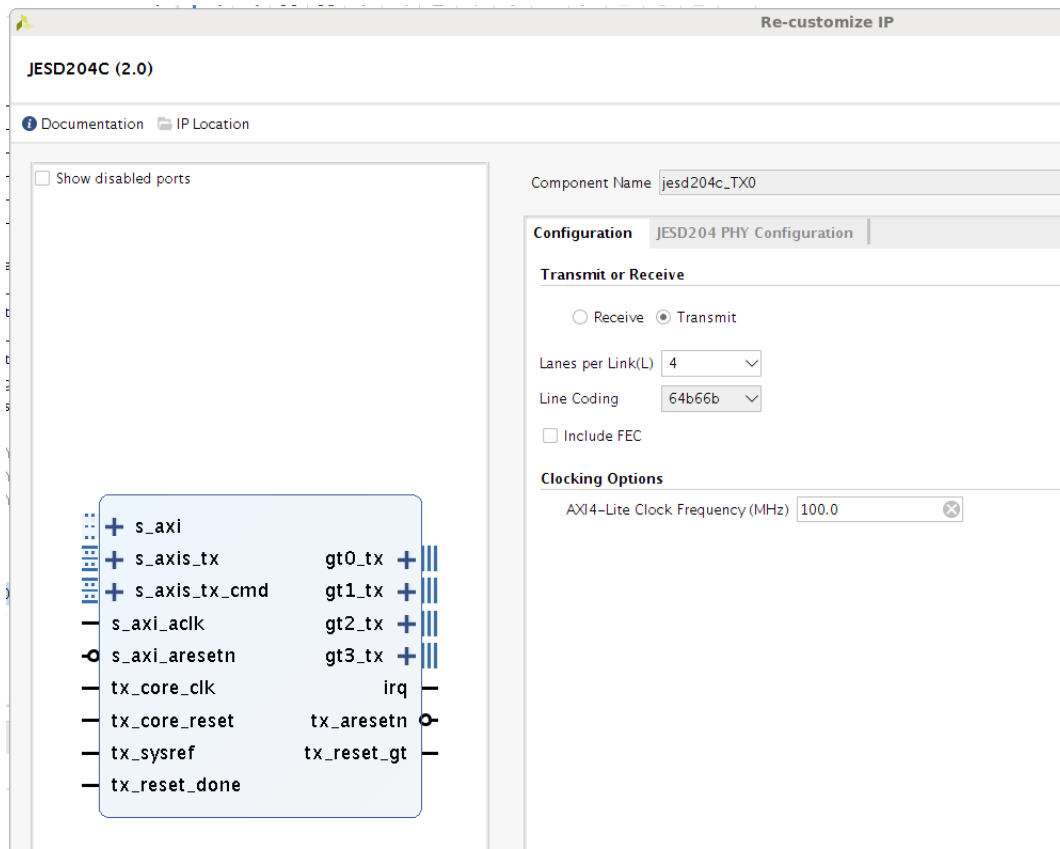 Re-customize IP
JESD204C (2.0)
Documentation IP Location
Show disabled ports
s_axi
s_axis_tx
s_axis_tx_cmd
s_axi_aclk
s_axi_aresetn
tx_core_clk
tx_core_reset
tx_sysref
tx_reset_done
gt0_tx
gt1_tx
gt2_tx
gt3_tx
irq
tx_aresetn
tx_reset_gt
Component Name jesd204c_TX0
Configuration JESD204 PHY Configuration
Transmit or Receive
Receive Transmit
Lanes per Link(L) 4
Line Coding 64b66b
Include FEC
Clocking Options
AXI4-Lite Clock Frequency (MHz) 100.0